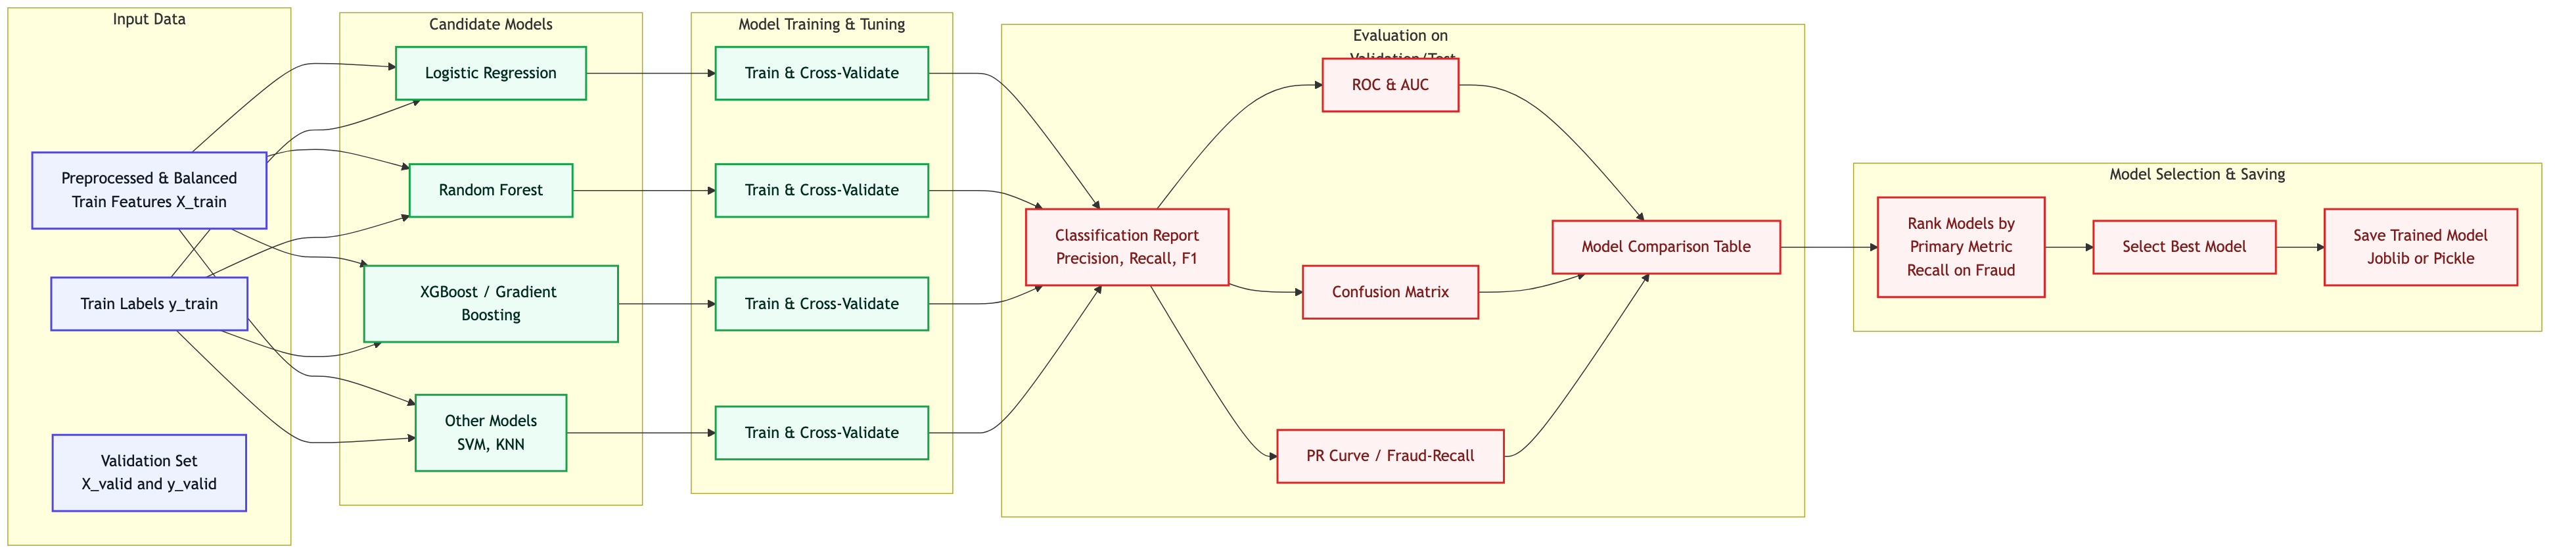 Input Data
Preprocessed & Balanced
Train Features X_train
Train Labels y_train
Validation Set
X_valid and y_valid
Candidate Models
Logistic Regression
Random Forest
XGBoost / Gradient
Boosting
Other Models
SVM, KNN
Model Training & Tuning
Train & Cross-Validate
Train & Cross-Validate
Train & Cross-Validate
Train & Cross-Validate
Evaluation on
Validation/Test
Classification Report
Precision, Recall, F1
ROC & AUC
Confusion Matrix
PR Curve / Fraud-Recall
Model Comparison Table
Model Selection & Saving
Rank Models by
Primary Metric
Recall on Fraud
Select Best Model
Save Trained Model
Joblib or Pickle